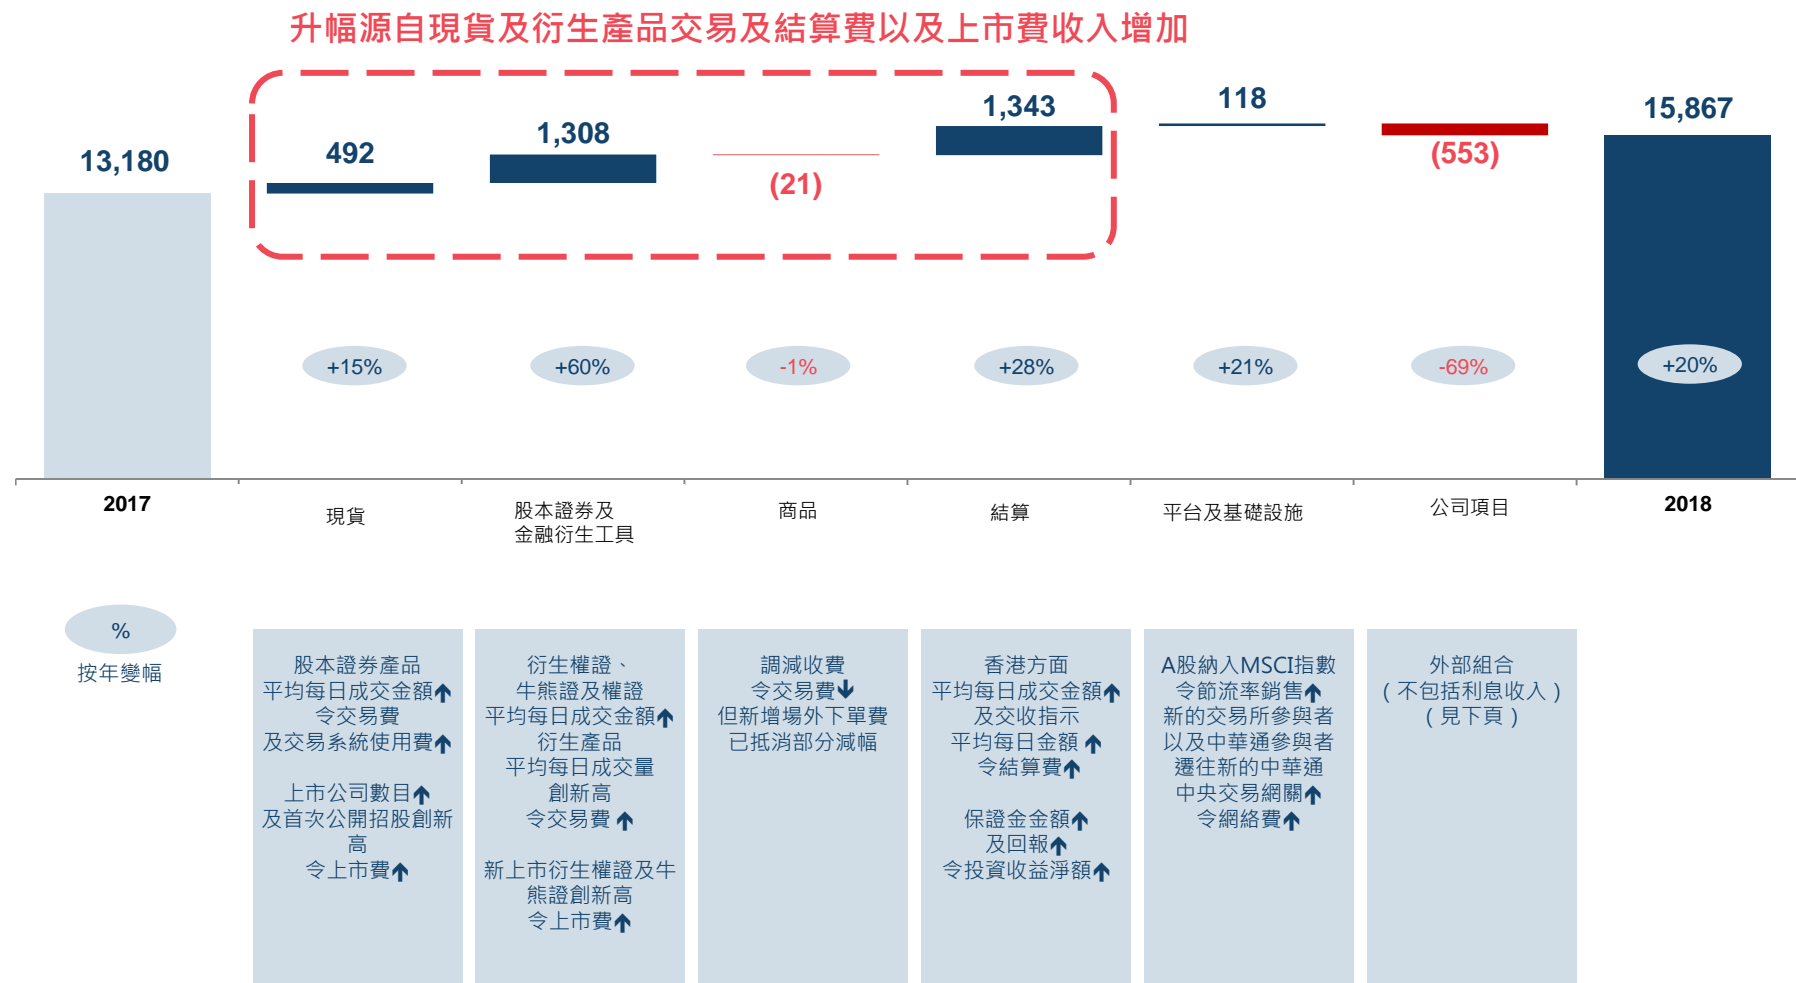 升幅源自現貨及衍生產品交易及結算費以及上市費收入增加
13,180
492
1,308
(21)
1,343
118
(553)
15,867
+15%
+60%
-1%
+28%
+21%
-69%
+20%
2017
現貨
股本證券及
金融衍生工具
商品
結算
平台及基礎設施
公司項目
2018
%
按年變幅
股本證券產品
平均每日成交金額↑
令交易費
及交易系統使用費↑
上市公司數目↑
及首次公開招股創新
高
令上市費↑
衍生權證、
牛熊證及權證
平均每日成交金額↑
衍生產品
平均每日成交量
創新高
令交易費↑
新上市衍生權證及牛
熊證創新高
令上市費↑
調減收費
令交易費↓
但新增場外下單費
已抵消部分減幅
香港方面
平均每日成交金額↑
及交收指示
平均每日金額↑
令結算費↑
保證金金額↑
及回報↑
令投資收益淨額↑
A股納入MSCI指數
令節流率銷售↑
新的交易所參與者
以及中華通參與者
遷往新的中華通
中央交易網關↑
令網絡費↑
外部組合
(不包括利息收入)
(見下頁)